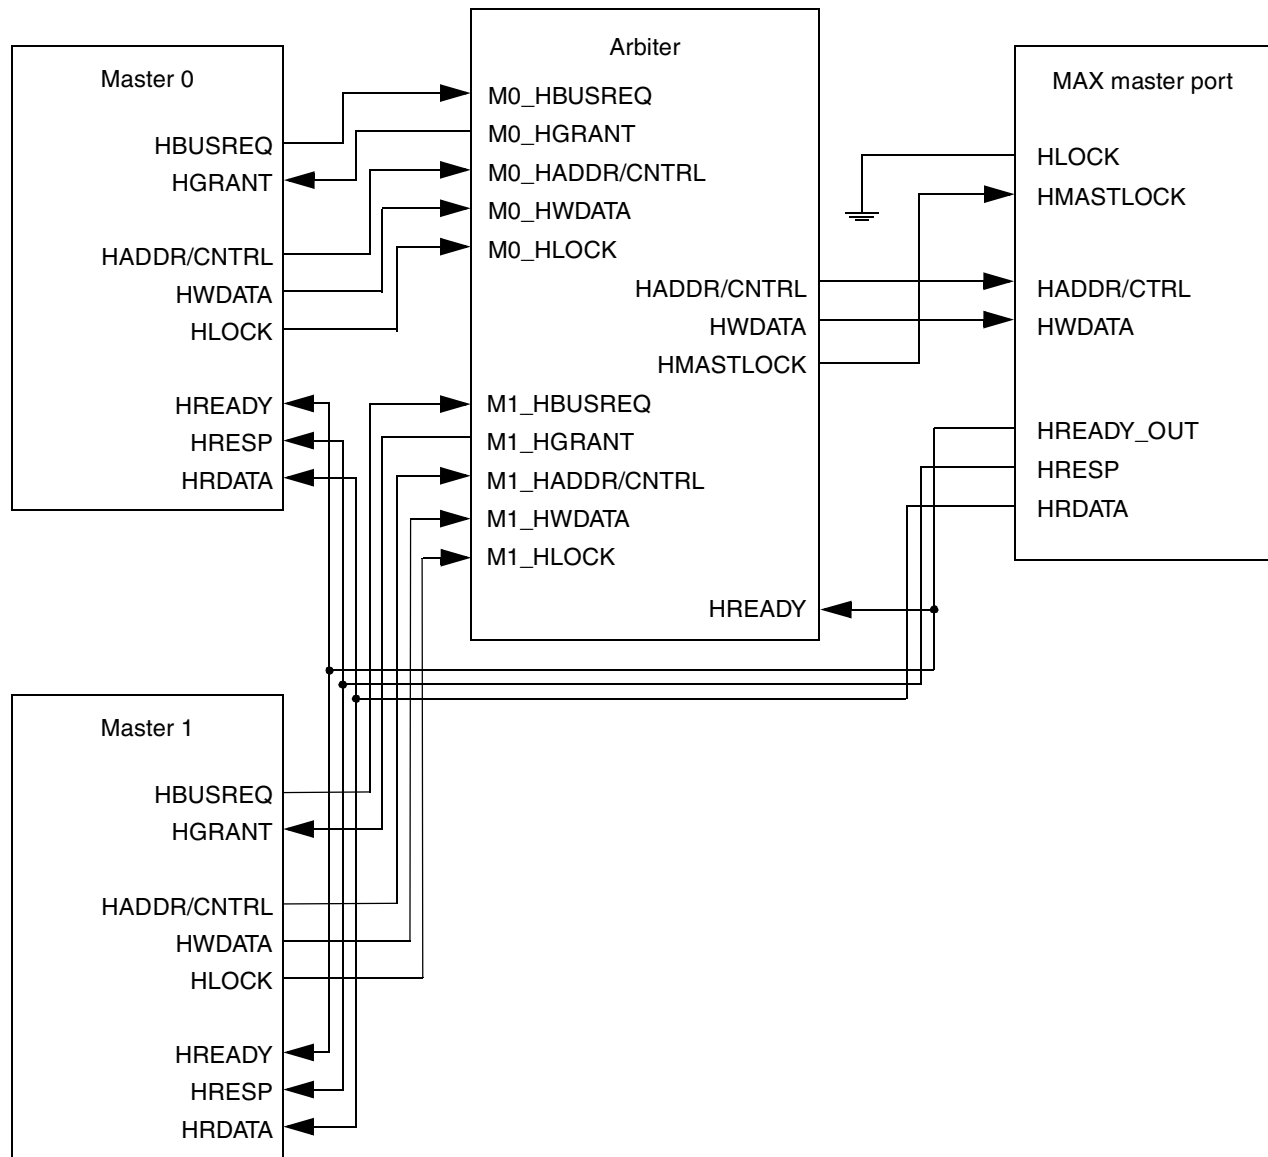 Master 0
HBUSREQ
HGRANT
HADDR/CNTRL
HWDATA
HLOCK
HREADY
HRESP
HRDATA
Arbiter
M0_HBUSREQ
M0_HGRANT
M0_HADDR/CNTRL
M0_HWDATA
M0_HLOCK
HADDR/CNTRL
HWDATA
HMASTLOCK
M1_HBUSREQ
M1_HGRANT
M1_HADDR/CNTRL
M1_HWDATA
M1_HLOCK
HREADY
MAX master port
HLOCK
HMASTLOCK
HADDR/CTRL
HWDATA
HREADY_OUT
HRESP
HRDATA
Master 1
HBUSREQ
HGRANT
HADDR/CNTRL
HWDATA
HLOCK
HREADY
HRESP
HRDATA